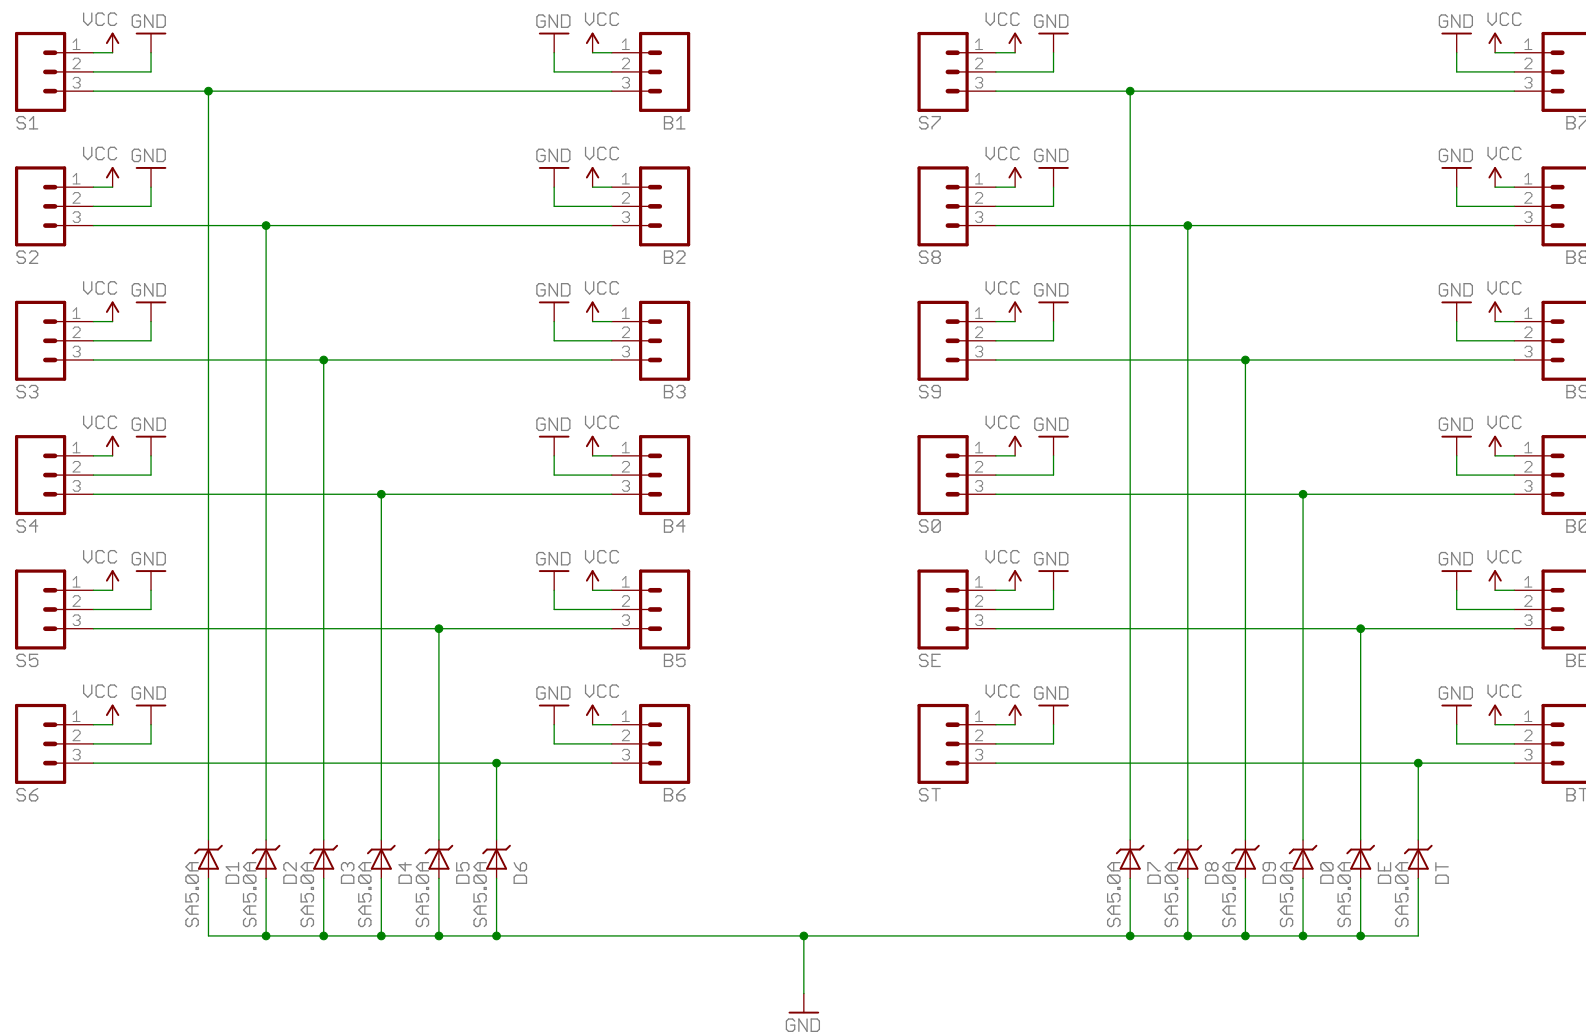 VCC GND GND VCC VCC GND GND VCC
1 1 1 1
2 2 2 2
3 3 3 3
S1 B1 S7 B7
VCC GND GND VCC VCC GND GND VCC
1 1 1 1
2 2 2 2
3 3 3 3
S2 B2 S8 B8
VCC GND GND VCC VCC GND GND VCC
1 1 1 1
2 2 2 2
3 3 3 3
S3 B3 S9 B9
VCC GND GND VCC VCC GND GND VCC
1 1 1 1
2 2 2 2
3 3 3 3
S4 B4 S0 B0
VCC GND GND VCC VCC GND GND VCC
1 1 1 1
2 2 2 2
3 3 3 3
S5 B5 SE BE
VCC GND GND VCC VCC GND GND VCC
1 1 1 1
2 2 2 2
3 3 3 3
S6 B6 ST BT
SA5.0A D1 SA5.0A D2 SA5.0A D3 SA5.0A D4 SA5.0A D5 SA5.0A D6 SA5.0A D7 SA5.0A D8 SA5.0A D9 SA5.0A D0 SA5.0A DE SA5.0A DT
GND